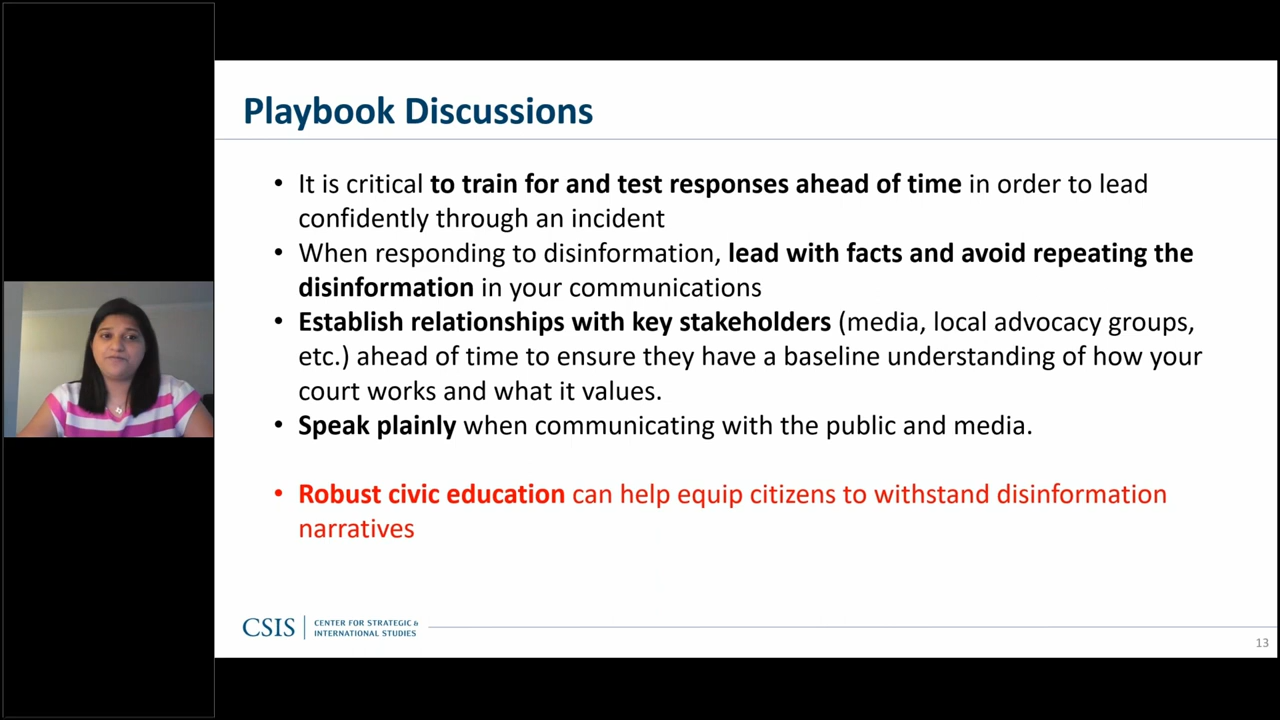 Playbook Discussions
• It is critical to train for and test responses ahead of time in order to lead
confidently through an incident
• When responding to disinformation, lead with facts and avoid repeating the
disinformation in your communications
• Establish relationships with key stakeholders (media, local advocacy groups,
etc.) ahead of time to ensure they have a baseline understanding of how your
court works and what it values.
• Speak plainly when communicating with the public and media.
• Robust civic education can help equip citizens to withstand disinformation
narratives
CSIS | CENTER FOR STRATEGIC &
INTERNATIONAL STUDIES
13